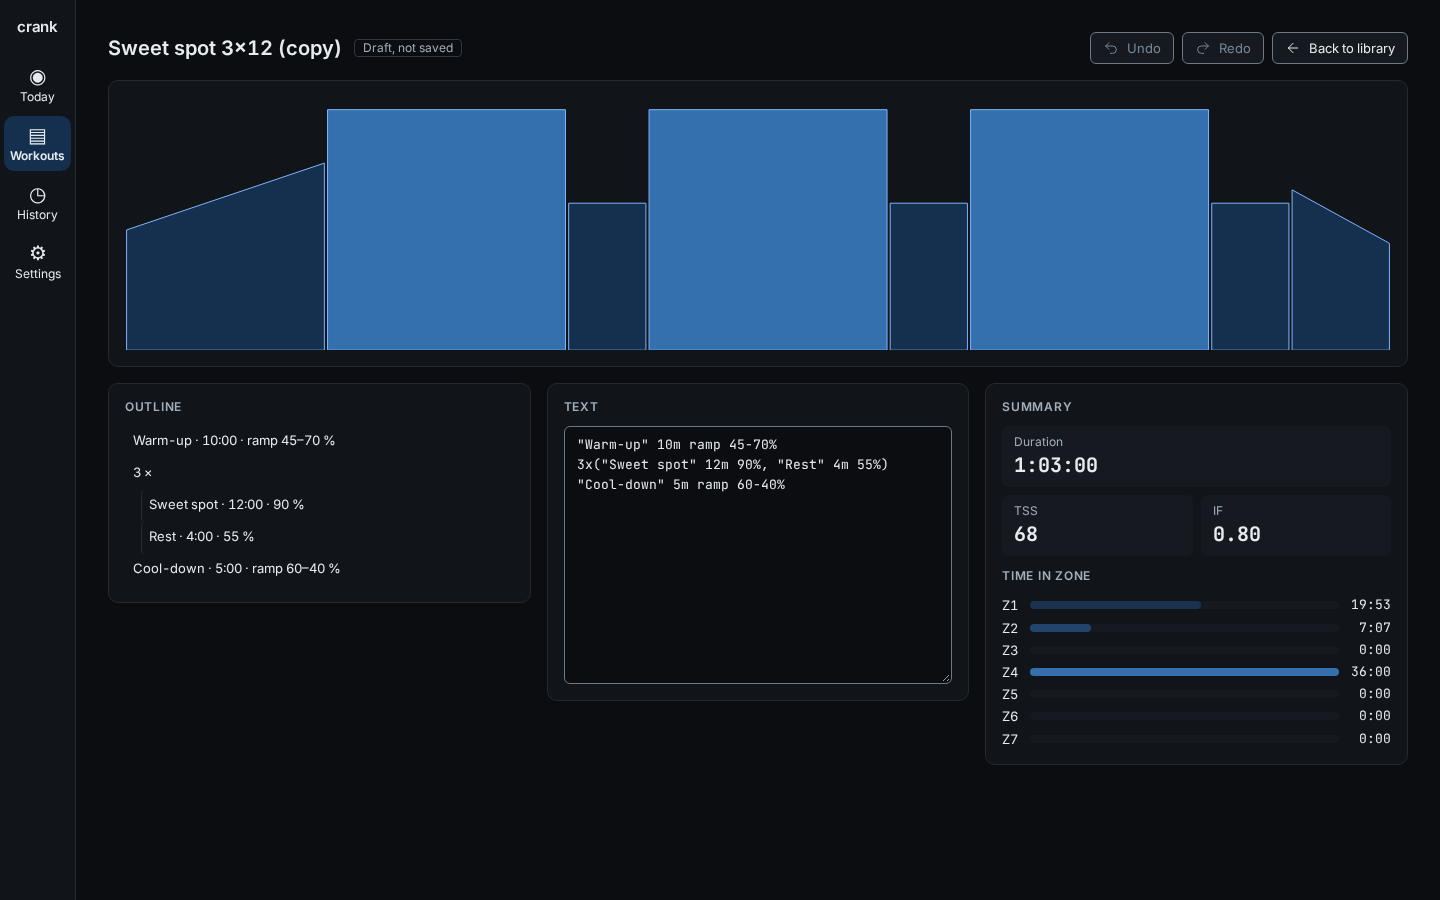 crank
Today
Workouts
History
Settings
Sweet spot 3×12 (copy)
Draft, not saved
Undo
Redo
Back to library
OUTLINE
Warm-up · 10:00 · ramp 45–70 %
3 ×
Sweet spot · 12:00 · 90 %
Rest · 4:00 · 55 %
Cool-down · 5:00 · ramp 60–40 %
TEXT
"Warm-up" 10m ramp 45-70%
3x("Sweet spot" 12m 90%, "Rest" 4m 55%)
"Cool-down" 5m ramp 60-40%
SUMMARY
Duration
1:03:00
TSS
68
IF
0.80
TIME IN ZONE
Z1 19:53
Z2 7:07
Z3 0:00
Z4 36:00
Z5 0:00
Z6 0:00
Z7 0:00